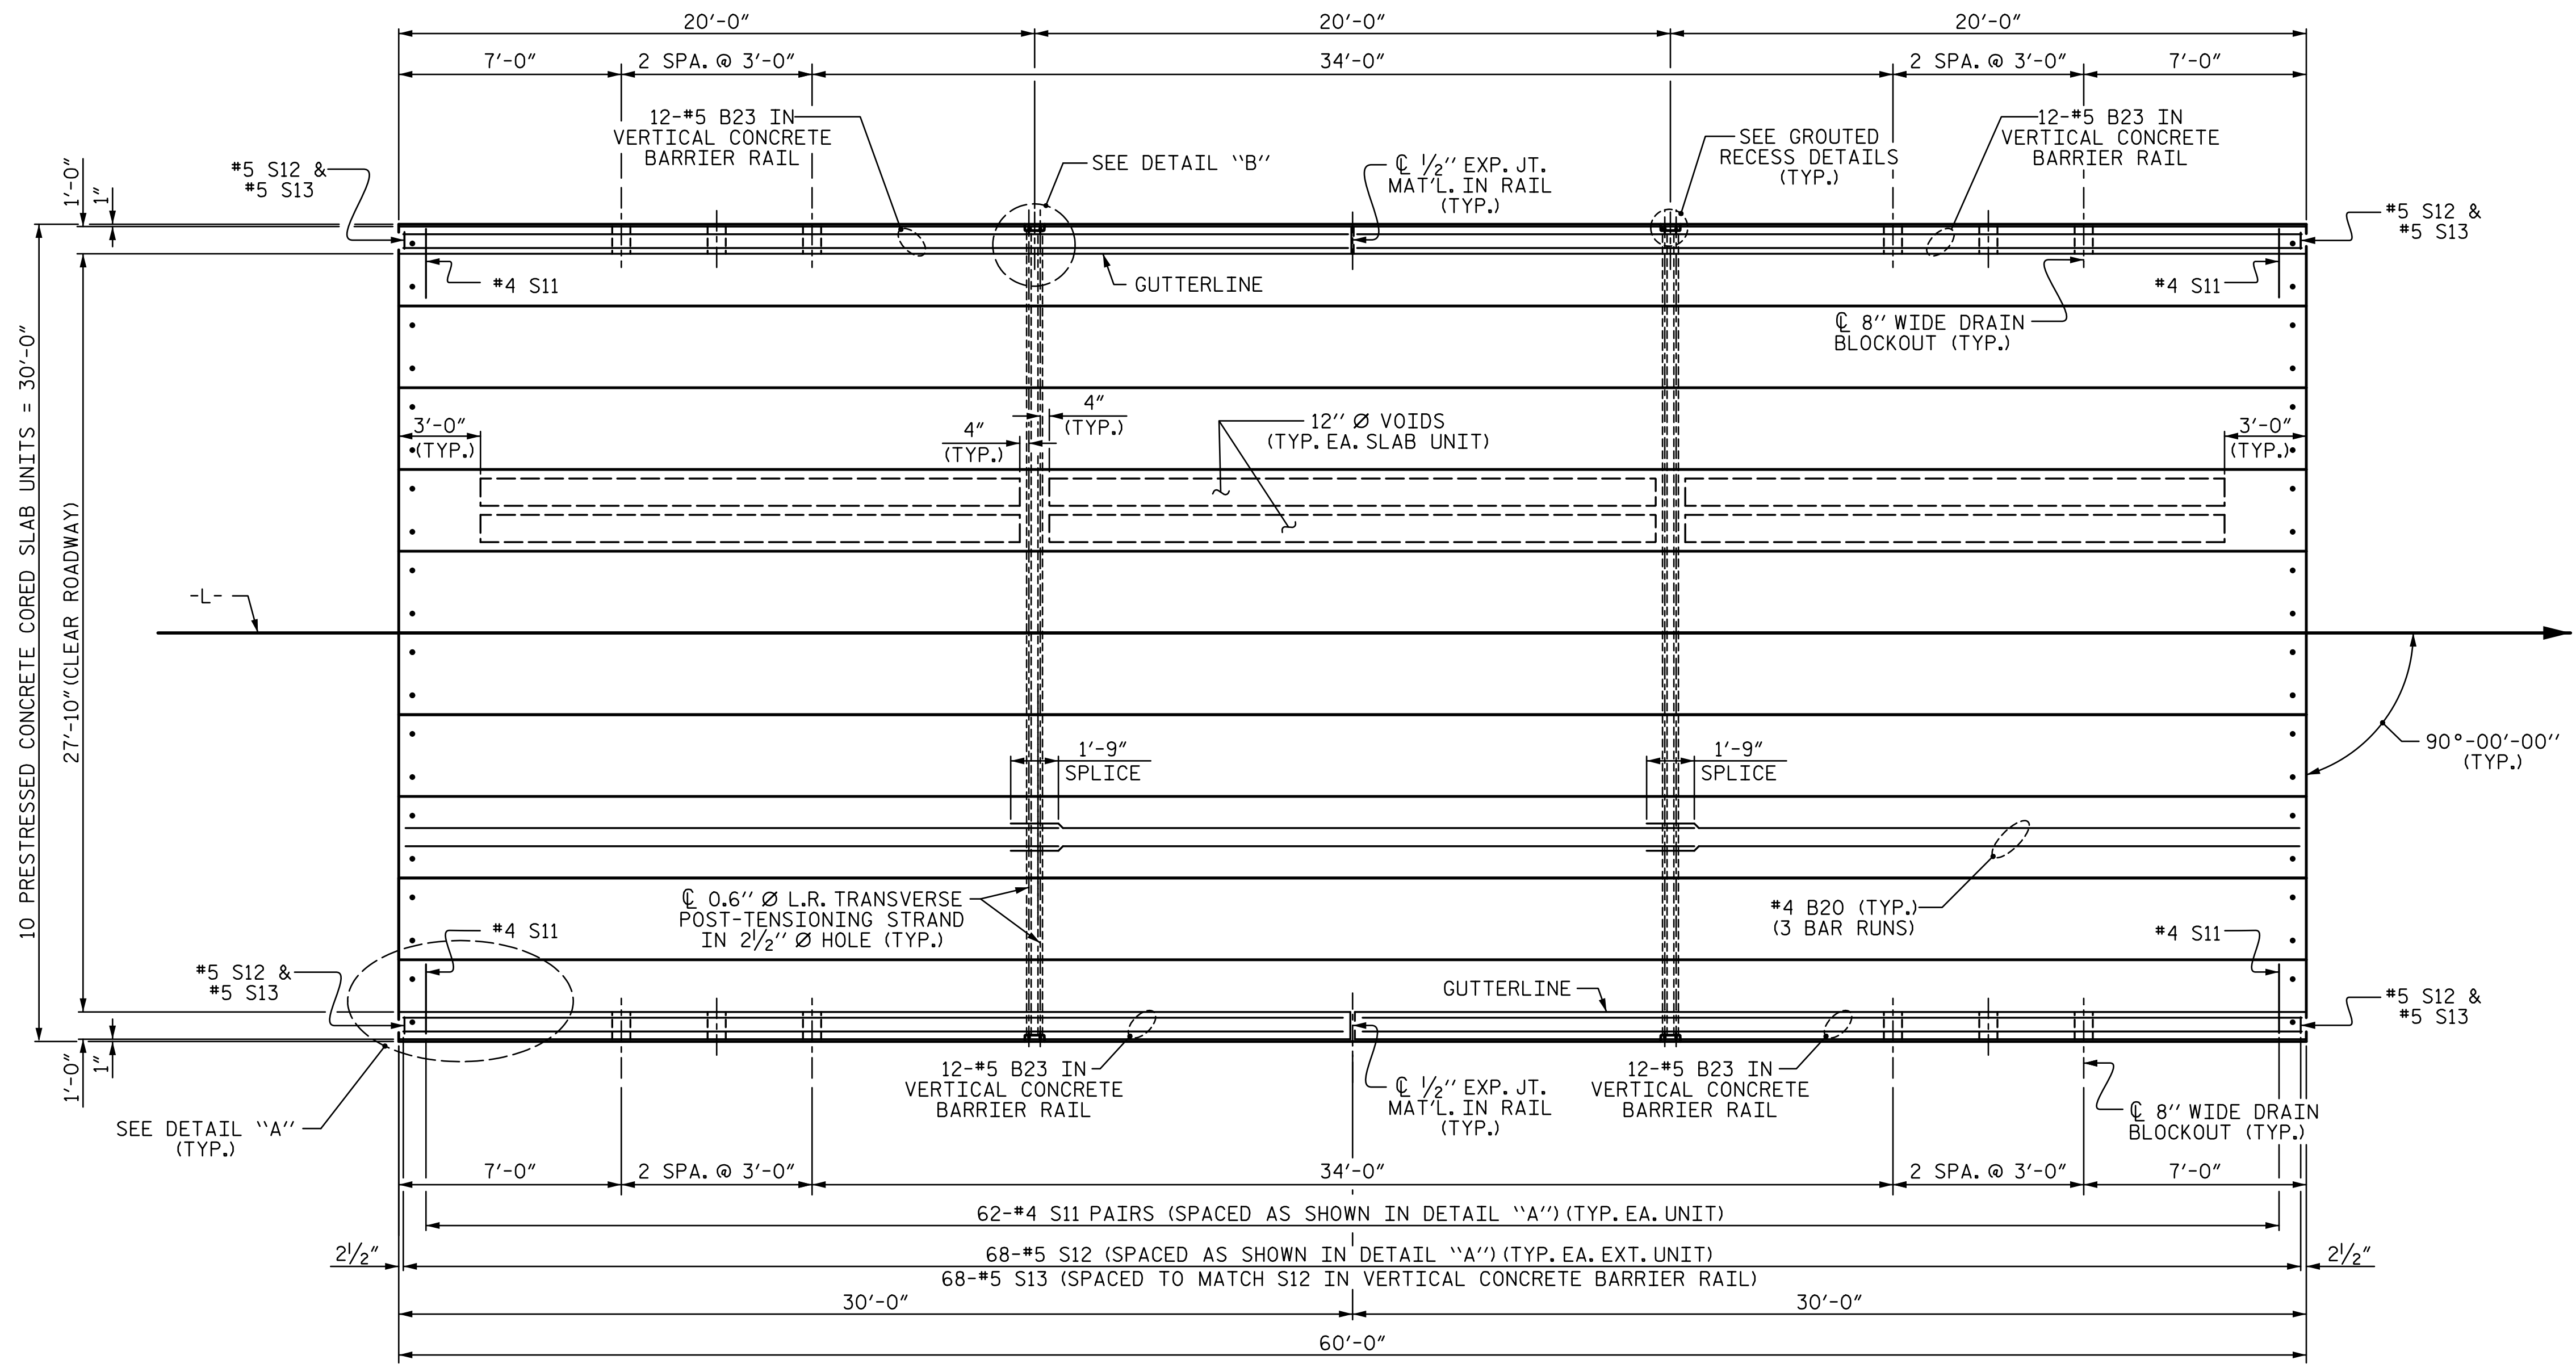 20'-0" 20'-0" 20'-0"
7'-0" 2 SPA. @ 3'-0" 34'-0" 2 SPA. @ 3'-0" 7'-0"
12-#5 B23 IN
VERTICAL CONCRETE
BARRIER RAIL
SEE DETAIL "B"
℄ 1/2" EXP. JT.
MAT'L. IN RAIL
(TYP.)
SEE GROUTED
RECESS DETAILS
(TYP.)
12-#5 B23 IN
VERTICAL CONCRETE
BARRIER RAIL
#5 S12 &
#5 S13
1'-0"
1"
#5 S12 &
#5 S13
#4 S11
GUTTERLINE
#4 S11
℄ 8" WIDE DRAIN
BLOCKOUT (TYP.)
10 PRESTRESSED CONCRETE CORED SLAB UNITS = 30'-0"
27'-10" (CLEAR ROADWAY)
3'-0"
(TYP.)
4"
(TYP.)
4"
(TYP.)
12" Ø VOIDS
(TYP. EA. SLAB UNIT)
3'-0"
(TYP.)
-L-
90°-00'-00"
(TYP.)
1'-9"
SPLICE
1'-9"
SPLICE
℄ 0.6" Ø L.R. TRANSVERSE
POST-TENSIONING STRAND
IN 2 1/2" Ø HOLE (TYP.)
#4 B20 (TYP.)
(3 BAR RUNS)
#4 S11
#4 S11
#5 S12 &
#5 S13
GUTTERLINE
#5 S12 &
#5 S13
1'-0"
1"
12-#5 B23 IN
VERTICAL CONCRETE
BARRIER RAIL
℄ 1/2" EXP. JT.
MAT'L. IN RAIL
(TYP.)
12-#5 B23 IN
VERTICAL CONCRETE
BARRIER RAIL
℄ 8" WIDE DRAIN
BLOCKOUT (TYP.)
SEE DETAIL "A"
(TYP.)
7'-0" 2 SPA. @ 3'-0" 34'-0" 2 SPA. @ 3'-0" 7'-0"
62-#4 S11 PAIRS (SPACED AS SHOWN IN DETAIL "A") (TYP. EA. UNIT)
2 1/2" 68-#5 S12 (SPACED AS SHOWN IN DETAIL "A") (TYP. EA. EXT. UNIT) 2 1/2"
68-#5 S13 (SPACED TO MATCH S12 IN VERTICAL CONCRETE BARRIER RAIL)
30'-0" 30'-0"
60'-0"